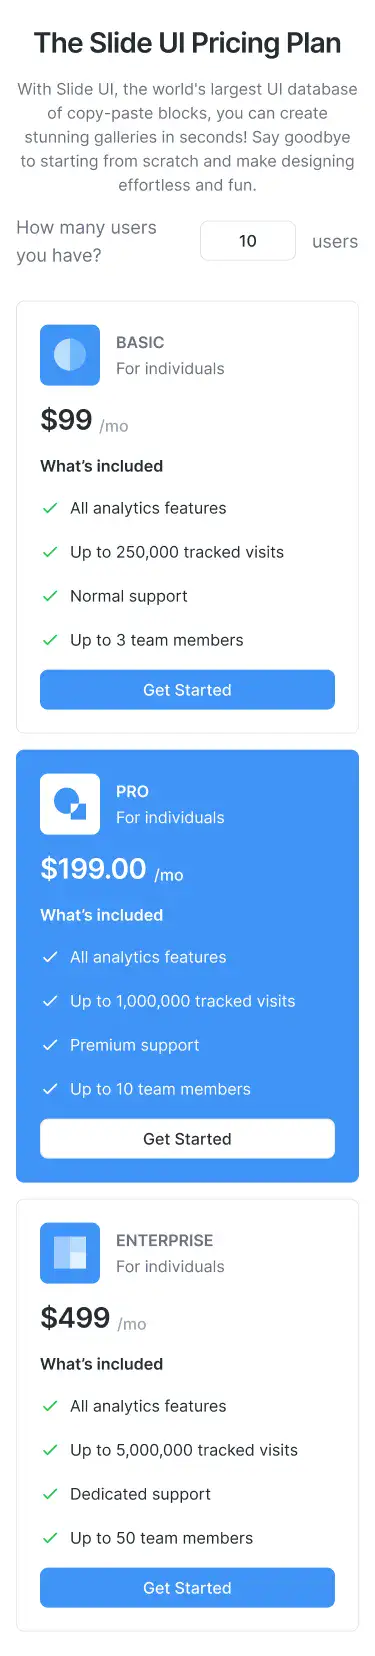 The Slide UI Pricing Plan
With Slide UI, the world's largest UI database
of copy-paste blocks, you can create
stunning galleries in seconds! Say goodbye
to starting from scratch and make designing
effortless and fun.
How many users
you have?
10
users
BASIC
For individuals
$99 /mo
What's included
All analytics features
Up to 250,000 tracked visits
Normal support
Up to 3 team members
Get Started
PRO
For individuals
$199.00 /mo
What's included
All analytics features
Up to 1,000,000 tracked visits
Premium support
Up to 10 team members
Get Started
ENTERPRISE
For individuals
$499 /mo
What's included
All analytics features
Up to 5,000,000 tracked visits
Dedicated support
Up to 50 team members
Get Started